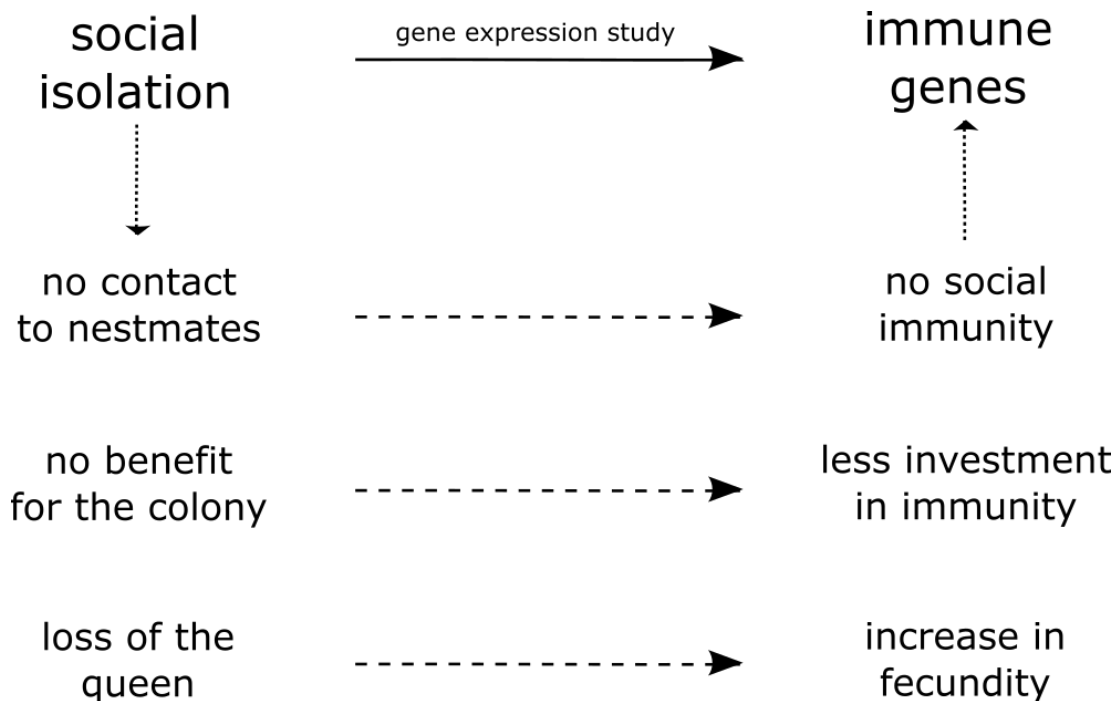 social
isolation
gene expression study
immune
genes
no contact
to nestmates
no social
immunity
no benefit
for the colony
less investment
in immunity
loss of the
queen
increase in
fecundity